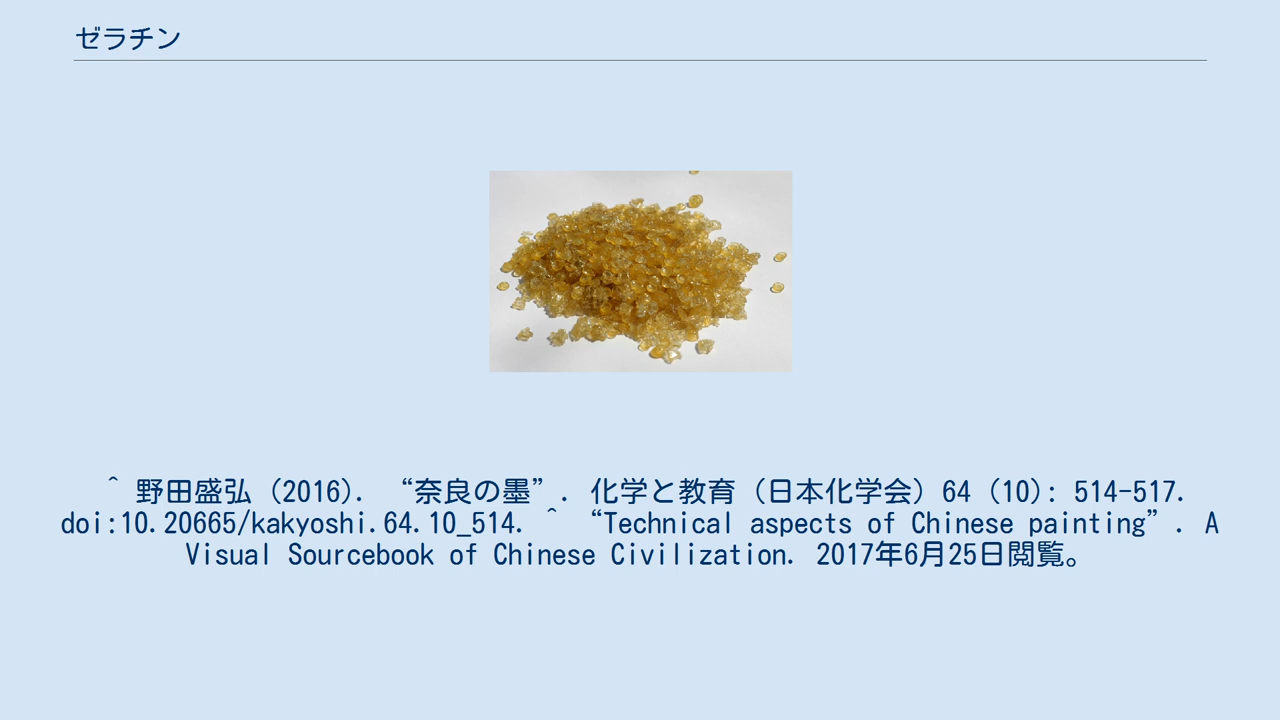 ゼラチン
^ 野田盛弘 (2016). “奈良の墨”. 化学と教育 (日本化学会) 64 (10): 514-517.
doi:10.20665/kakyoshi.64.10_514. ^ “Technical aspects of Chinese painting”. A
Visual Sourcebook of Chinese Civilization. 2017年6月25日閲覧。